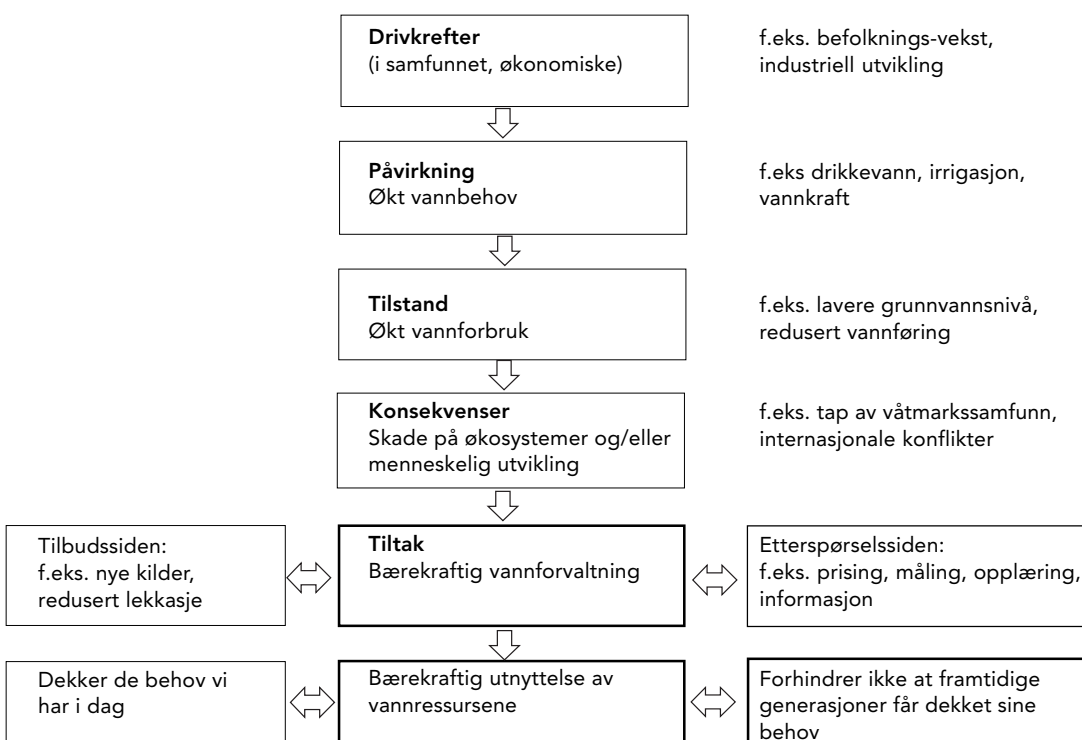 Drivkrefter
(i samfunnet, økonomiske)
f.eks. befolknings-vekst,
industriell utvikling
Påvirkning
Økt vannbehov
f.eks drikkevann, irrigasjon,
vannkraft
Tilstand
Økt vannforbruk
f.eks. lavere grunnvannsnivå,
redusert vannføring
Konsekvenser
Skade på økosystemer og/eller
menneskelig utvikling
f.eks. tap av våtmarkssamfunn,
internasjonale konflikter
Tilbudssiden:
f.eks. nye kilder,
redusert lekkasje
Tiltak
Bærekraftig vannforvaltning
Etterspørselssiden:
f.eks. prising, måling, opplæring,
informasjon
Dekker de behov vi
har i dag
Bærekraftig utnyttelse av
vannressursene
Forhindrer ikke at framtidige
generasjoner får dekket sine
behov